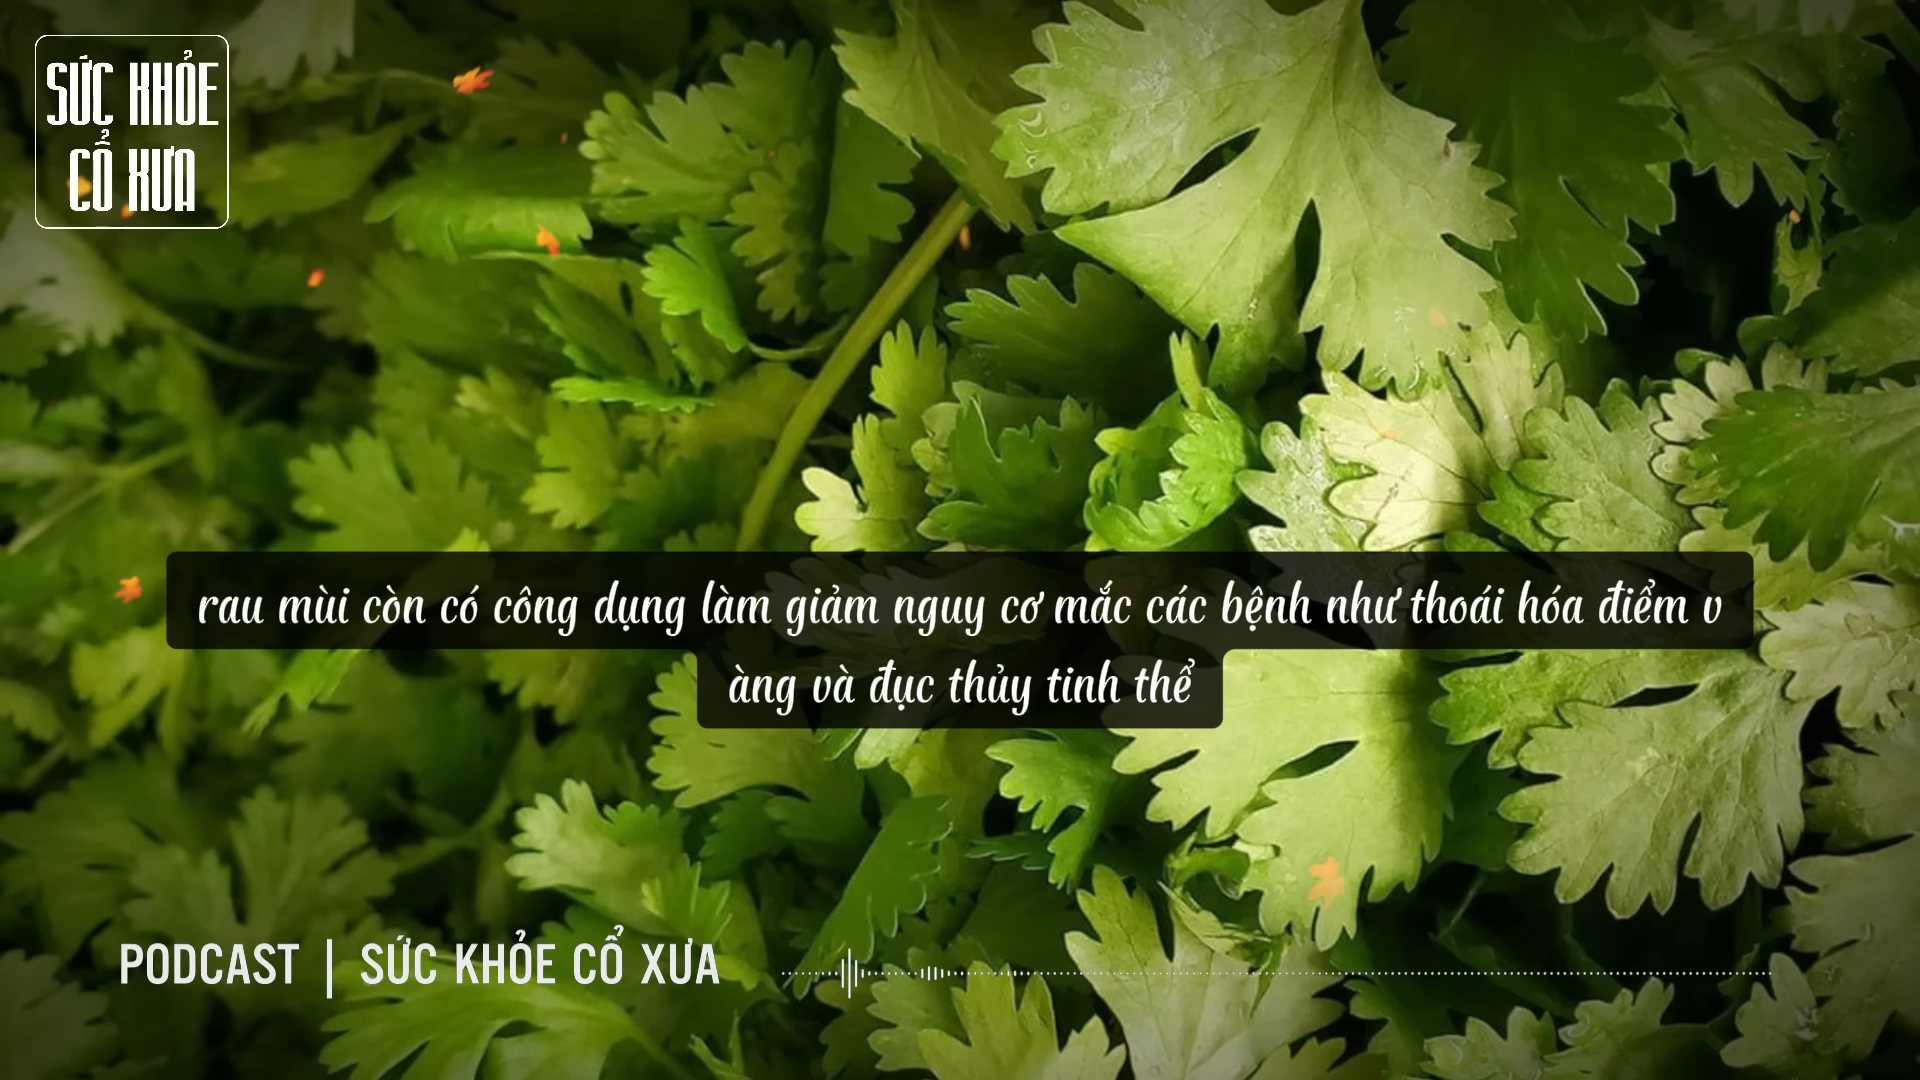 SỨC KHỎE
CỔ XƯA
rau mùi còn có công dụng làm giảm nguy cơ mắc các bệnh như thoái hóa điểm v
àng và đục thủy tinh thể
PODCAST | SỨC KHỎE CỔ XƯA